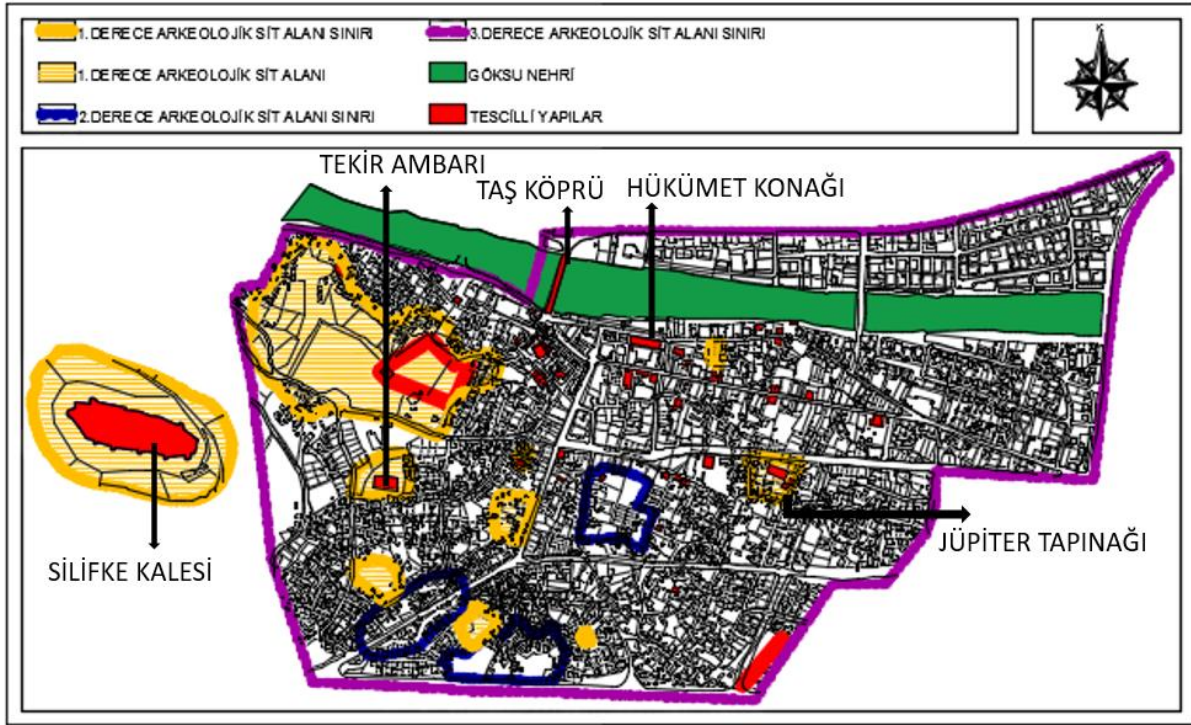 1.DERECE ARKEOLOJİK SİT ALANI SINIRI
3.DERECE ARKEOLOJİK SİT ALANI SINIRI
1.DERECE ARKEOLOJİK SİT ALANI
GÖKSU NEHRİ
2.DERECE ARKEOLOJİK SİT ALANI SINIRI
TESCİLLİ YAPILAR
K
TEKİR AMBARI
TAŞ KÖPRÜ
HÜKÜMET KONAĞI
SİLİFKE KALESİ
JÜPİTER TAPINAĞI